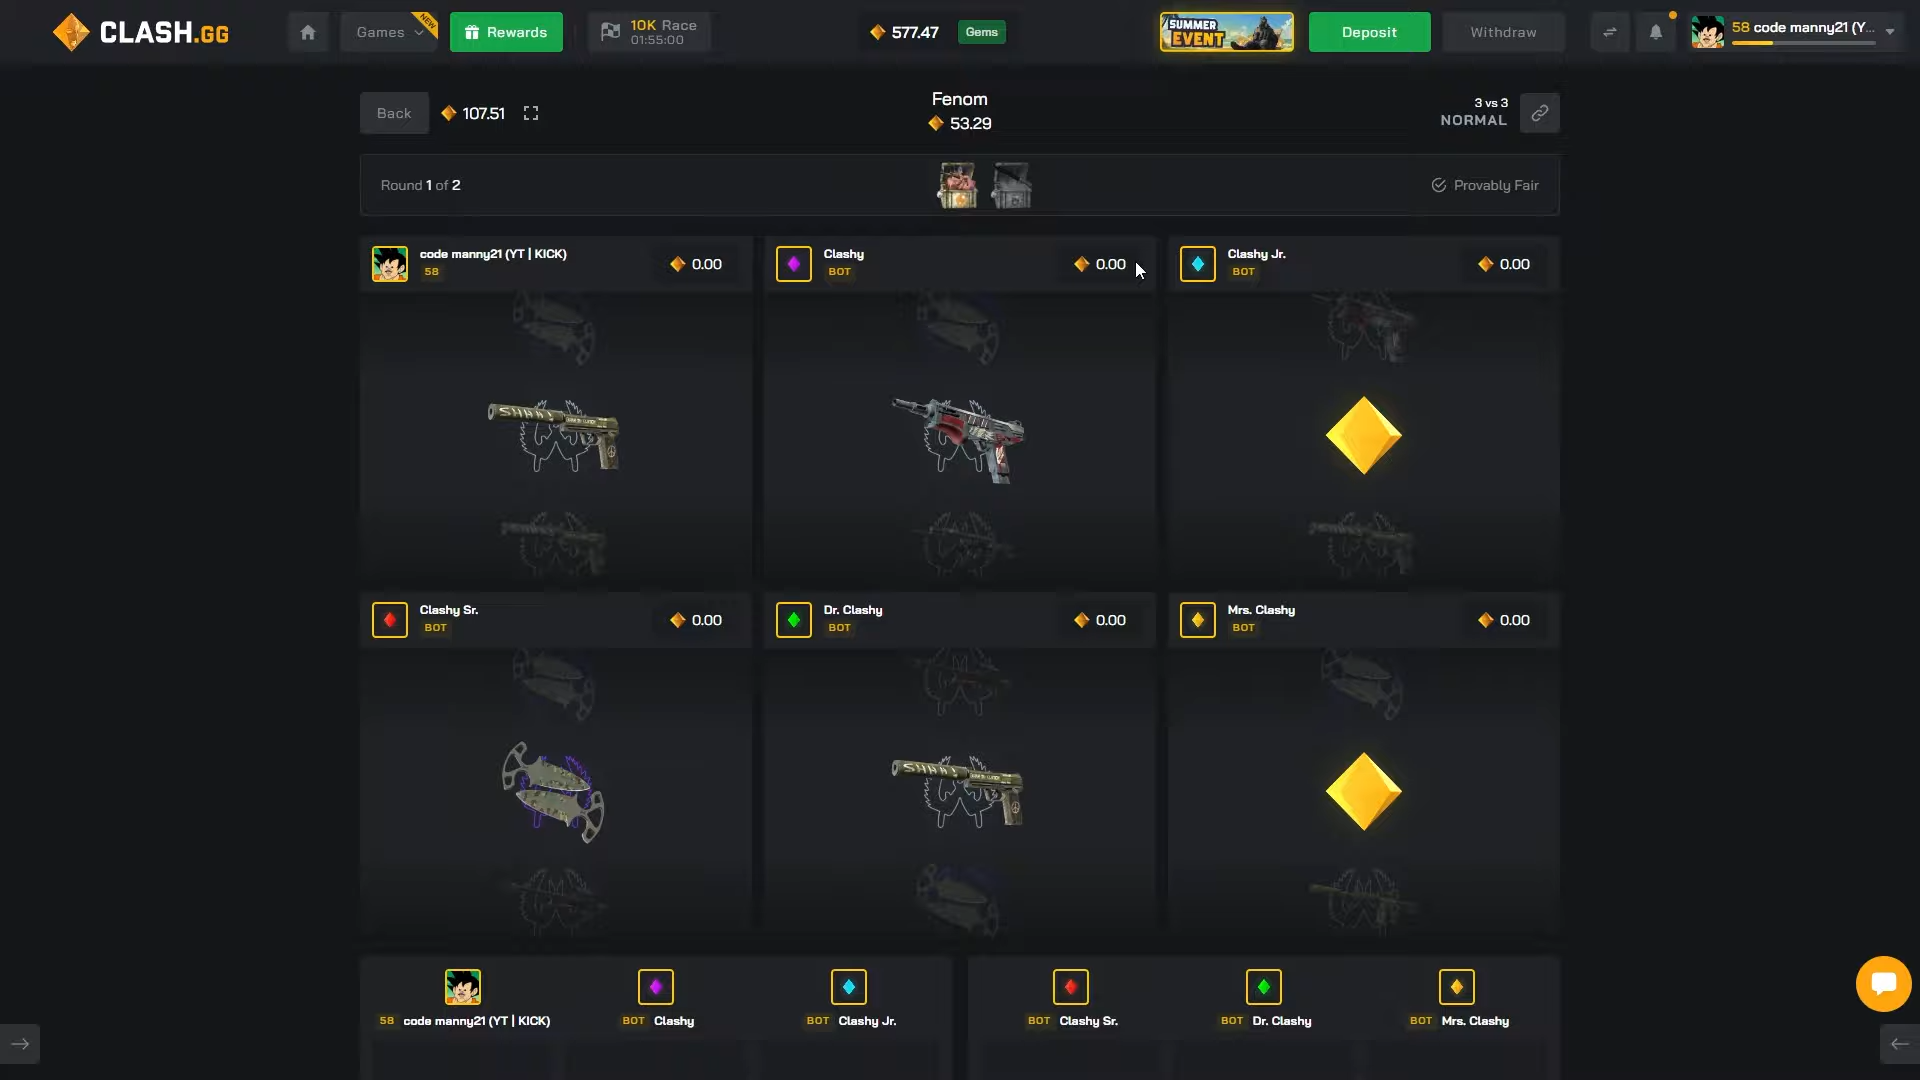 CLASH.GG
Games
NEW
Rewards
10K Race
01:55:00
577.47
Gems
SUMMER
EVENT
Deposit
Withdraw
58 code manny21 (Y...
Back
107.51
Fenom
53.29
3 vs 3
NORMAL
Round 1 of 2
Provably Fair
code manny21 (YT | KICK)
58
0.00
Clashy
BOT
0.00
Clashy Jr.
BOT
0.00
Clashy Sr.
BOT
0.00
Dr. Clashy
BOT
0.00
Mrs. Clashy
BOT
0.00
58 code manny21 (YT | KICK)
BOT Clashy
BOT Clashy Jr.
BOT Clashy Sr.
BOT Dr. Clashy
BOT Mrs. Clashy